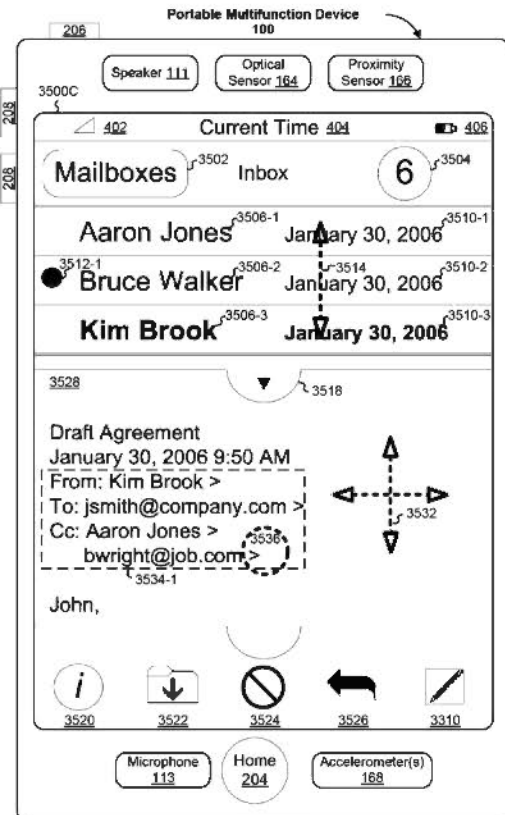 Portable Multifunction Device
100
206
Speaker 111
Optical
Sensor 164
Proximity
Sensor 166
3500C
208
208
402
Current Time 404
406
Mailboxes
3502
Inbox
6
3504
Aaron Jones
3506-1
January 30, 2006
3510-1
3512-1
Bruce Walker
3506-2
January 30, 2006
3514
3510-2
Kim Brook
3506-3
January 30, 2006
3510-3
3528
3518
Draft Agreement
January 30, 2006 9:50 AM
From: Kim Brook >
To: jsmith@company.com >
Cc: Aaron Jones >
bwright@job.com >
3536
3532
3534-1
John,
i
3520
3522
3524
3526
3310
Microphone
113
Home
204
Accelerometer(s)
168